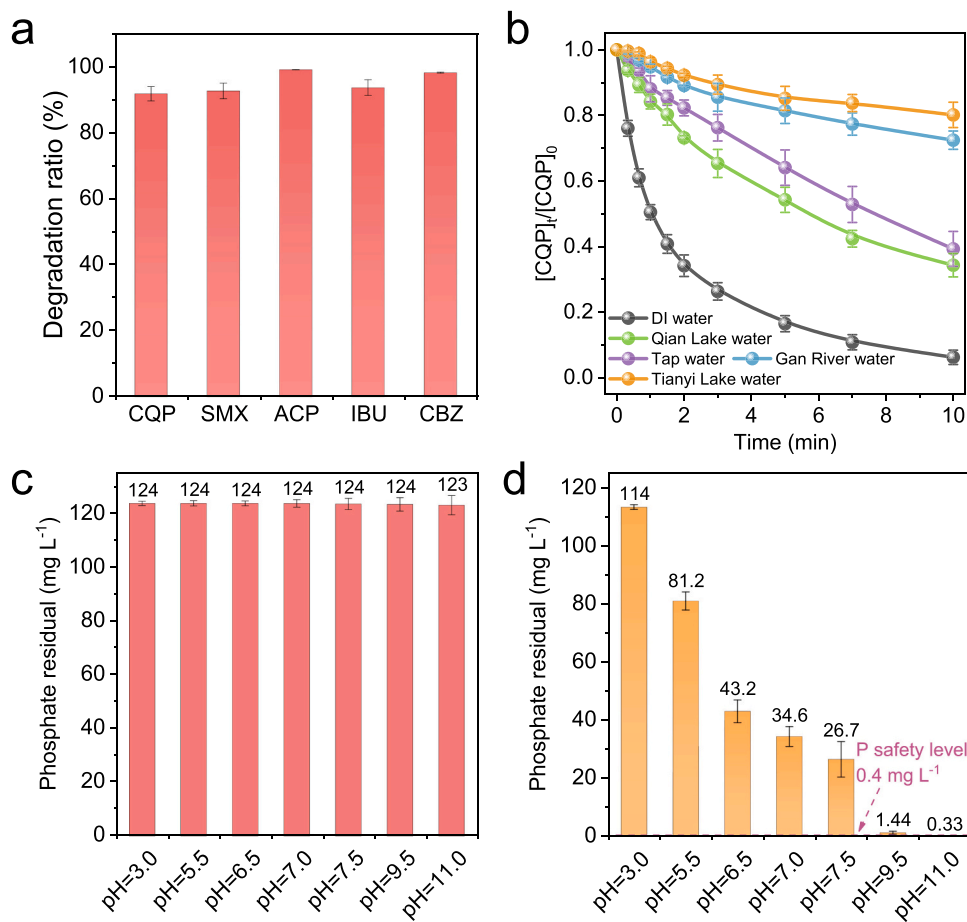 a
Degradation ratio (%)
100
80
60
40
20
0
CQP SMX ACP IBU CBZ
b
[CQP]t/[CQP]0
1.0
0.8
0.6
0.4
0.2
0.0
DI water
Qian Lake water
Tap water Gan River water
Tianyi Lake water
0 2 4 6 8 10
Time (min)
c
Phosphate residual (mg L-1)
120
100
80
60
40
20
0
124 124 124 124 124 124 123
pH=3.0 pH=5.5 pH=6.5 pH=7.0 pH=7.5 pH=9.5 pH=11.0
d
Phosphate residual (mg L-1)
120
100
80
60
40
20
0
114
81.2
43.2
34.6
26.7
1.44
0.33
P safety level
0.4 mg L-1
pH=3.0 pH=5.5 pH=6.5 pH=7.0 pH=7.5 pH=9.5 pH=11.0